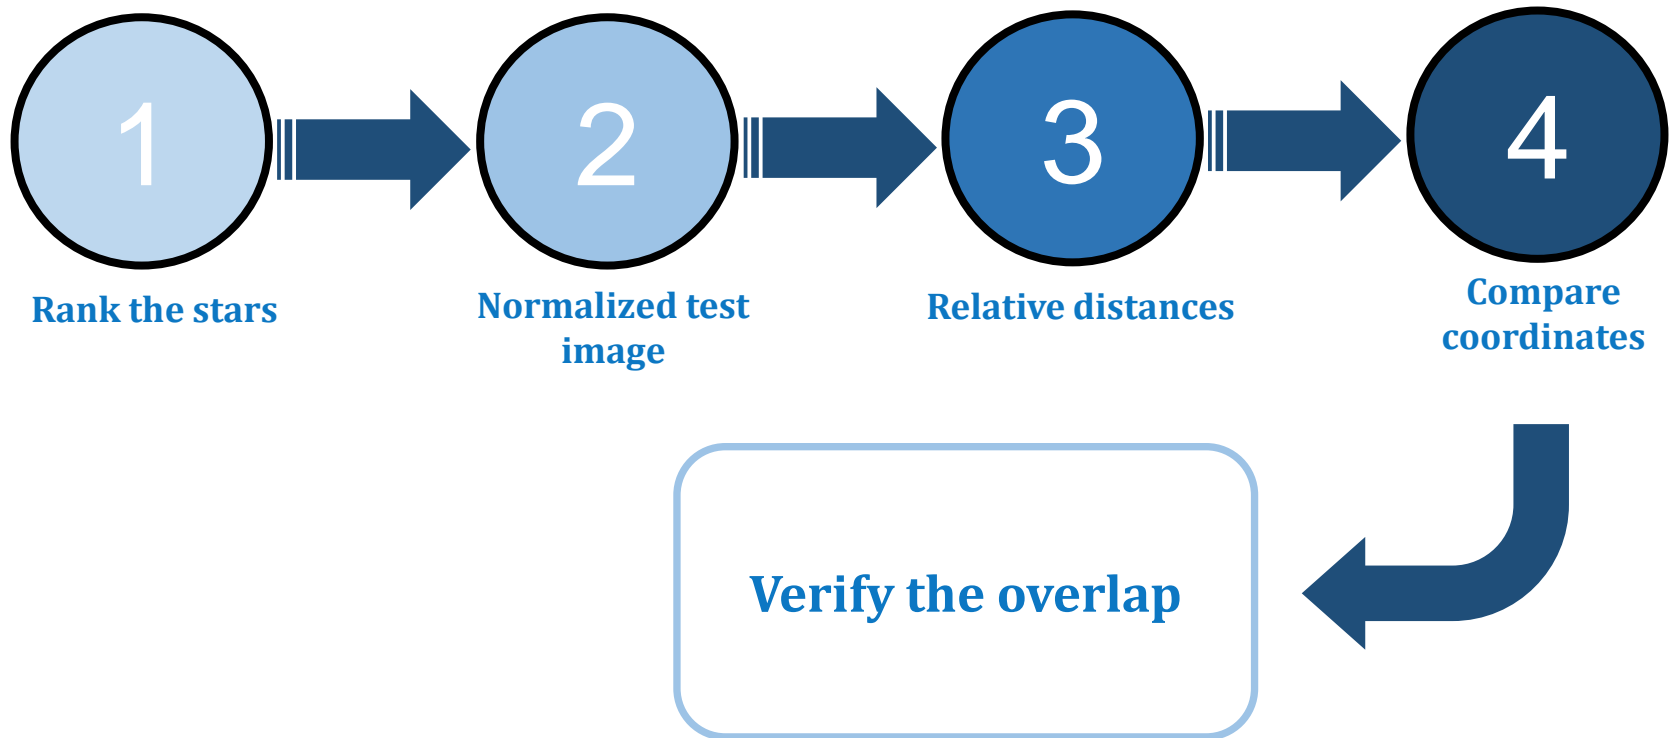 1
2
3
4
Rank the stars
Normalized test
image
Relative distances
Compare
coordinates
Verify the overlap